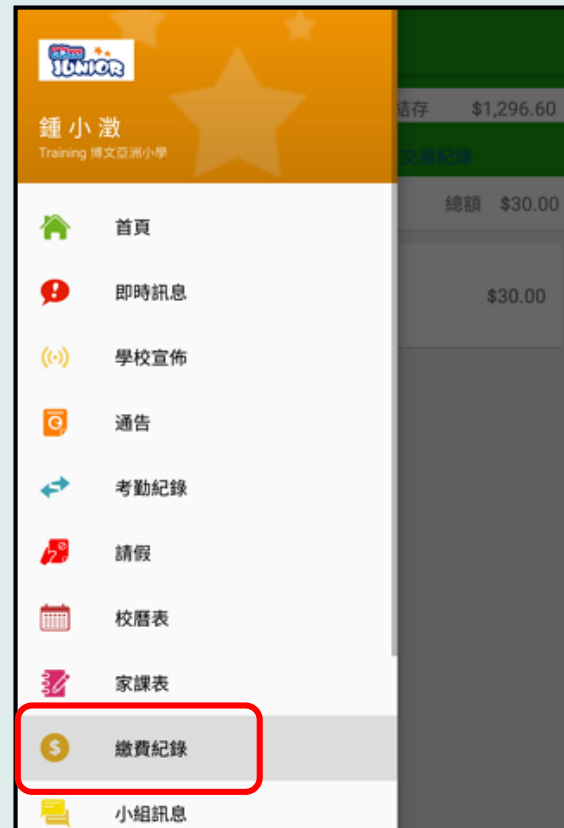 JUNIOR
鍾 小 澂
Training 博文亞洲小學
結存 $1,296.60
交易紀錄
總額 $30.00
$30.00
首頁
即時訊息
學校宣佈
通告
考勤紀錄
請假
校曆表
家課表
繳費紀錄
小組訊息